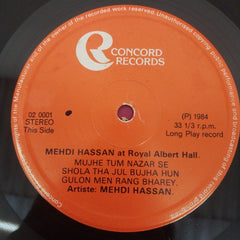 CONCORD
RECORDS
02 0001
STEREO
This Side
(P) 1984
33 1/3 r.p.m.
Long Play record
MEHDI HASSAN at Royal Albert Hall.
MUJHE TUM NAZAR SE
SHOLA THA JUL BUJHA HUN
GULON MEN RANG BHAREY.
Artiste: MEHDI HASSAN.